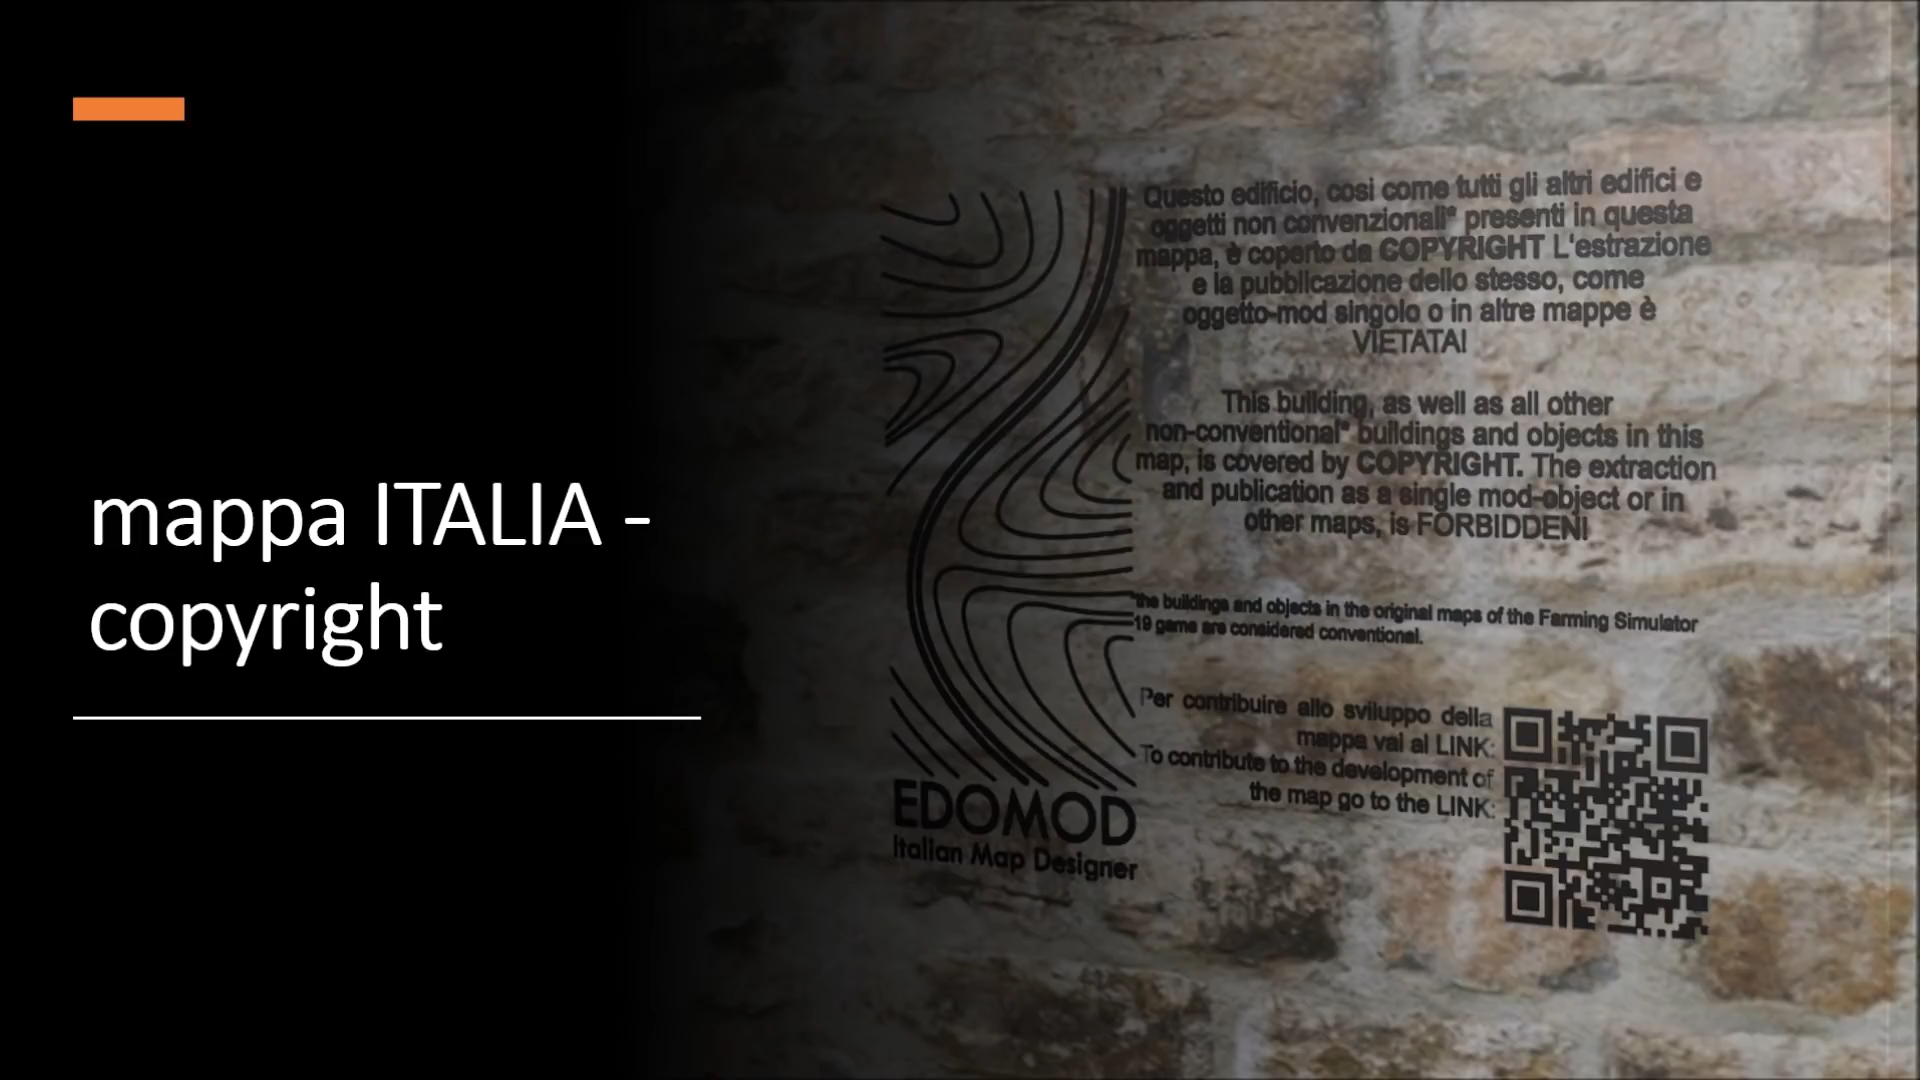 mappa ITALIA -
copyright
Questo edificio, cosi come tutti gli altri edifici e
oggetti non convenzionali* presenti in questa
mappa, è coperto da COPYRIGHT L'estrazione
e la pubblicazione dello stesso, come
oggetto-mod singolo o in altre mappe è
VIETATA!
This building, as well as all other
non-conventional* buildings and objects in this
map, is covered by COPYRIGHT. The extraction
and publication as a single mod-object or in
other maps, is FORBIDDEN!
*the buildings and objects in the original maps of the Farming Simulator
19 game are considered conventional.
Per contribuire allo sviluppo della
mappa vai al LINK:
To contribute to the development of
the map go to the LINK:
EDOMOD
Italian Map Designer